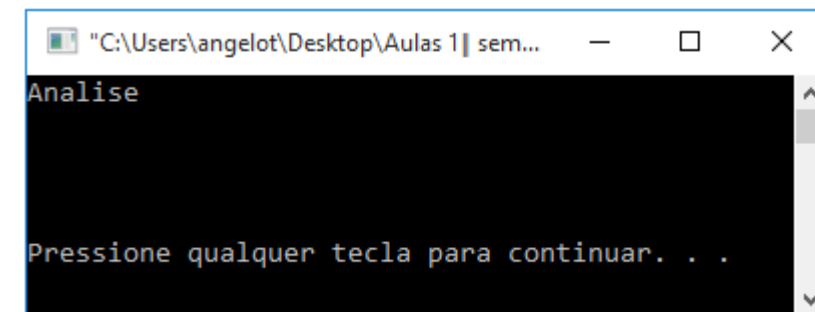 "C:\Users\angelot\Desktop\Aulas 1‖ sem...
Analise
Pressione qualquer tecla para continuar. . .